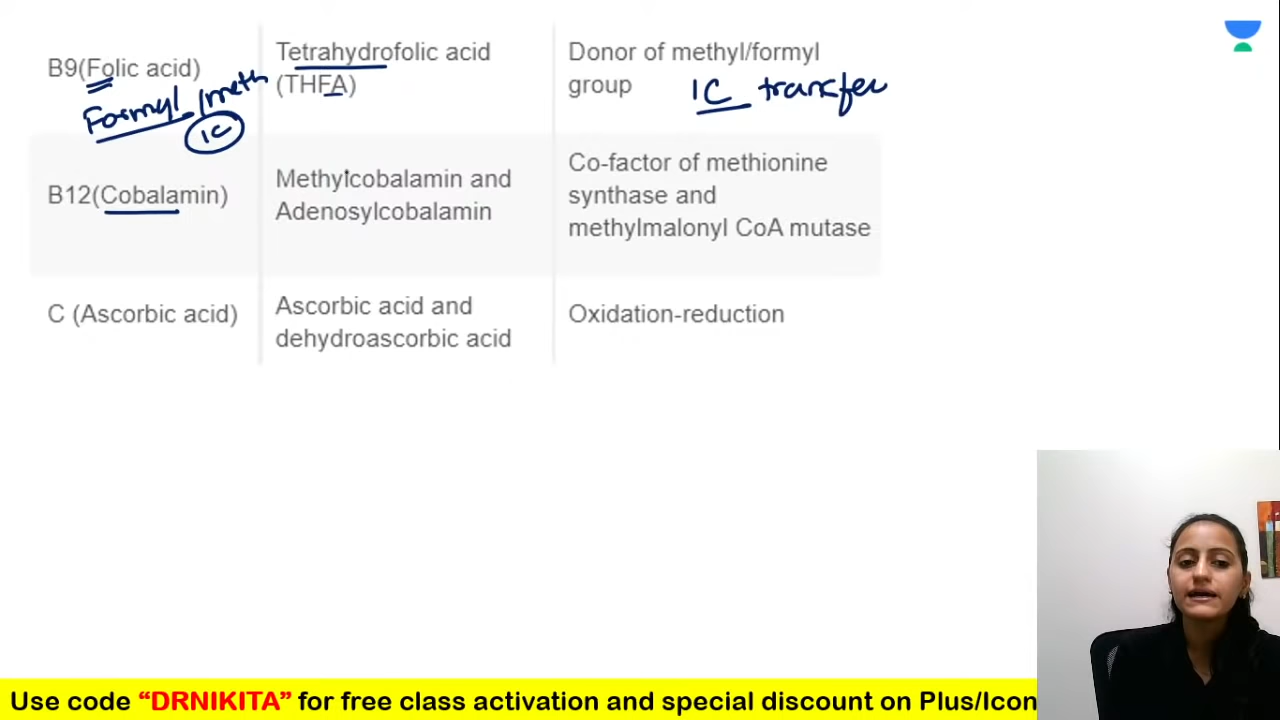 B9(Folic acid)
Formyl /meth
1C
Tetrahydrofolic acid
(THFA)
Donor of methyl/formyl
group
1C transfer
B12(Cobalamin)
Methylcobalamin and
Adenosylcobalamin
Co-factor of methionine
synthase and
methylmalonyl CoA mutase
C (Ascorbic acid)
Ascorbic acid and
dehydroascorbic acid
Oxidation-reduction
Use code “DRNIKITA” for free class activation and special discount on Plus/Icon